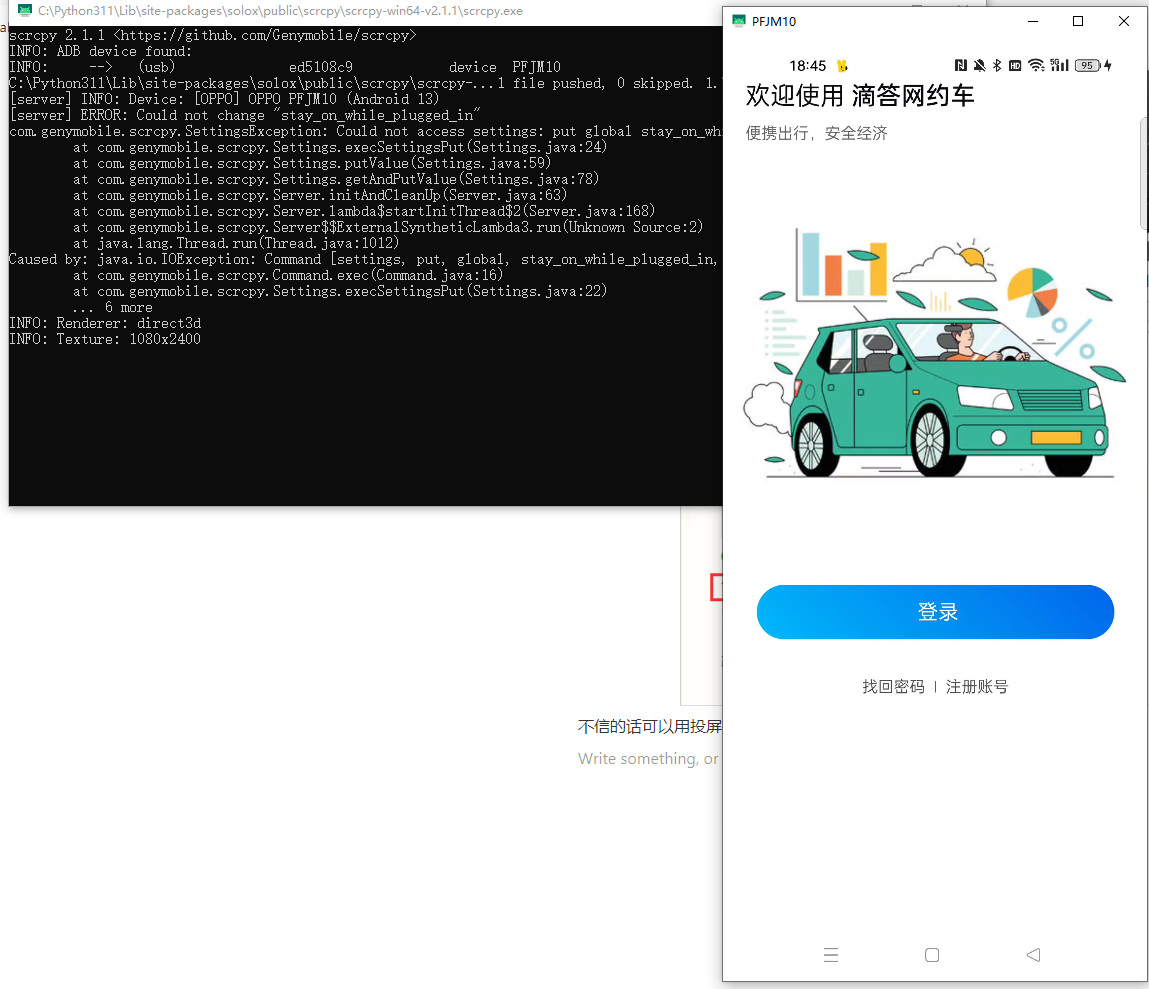 C:\Python311\Lib\site-packages\solox\public\scrcpy\scrcpy-win64-v2.1.1\scrcpy.exe
scrcpy 2.1.1 <https://github.com/Genymobile/scrcpy>
INFO: ADB device found:
INFO:     -->   (usb)              ed5108c9            device  PFJM10
C:\Python311\Lib\site-packages\solox\public\scrcpy\scrcpy-...1 file pushed, 0 skipped. 1.
[server] INFO: Device: [OPPO] OPPO PFJM10 (Android 13)
[server] ERROR: Could not change "stay_on_while_plugged_in"
com.genymobile.scrcpy.SettingsException: Could not access settings: put global stay_on_whi
at com.genymobile.scrcpy.Settings.execSettingsPut(Settings.java:24)
at com.genymobile.scrcpy.Settings.putValue(Settings.java:59)
at com.genymobile.scrcpy.Settings.getAndPutValue(Settings.java:78)
at com.genymobile.scrcpy.Server.initAndCleanUp(Server.java:63)
at com.genymobile.scrcpy.Server.lambda$startInitThread$2(Server.java:168)
at com.genymobile.scrcpy.Server$$ExternalSyntheticLambda3.run(Unknown Source:2)
at java.lang.Thread.run(Thread.java:1012)
Caused by: java.io.IOException: Command [settings, put, global, stay_on_while_plugged_in,
at com.genymobile.scrcpy.Command.exec(Command.java:16)
at com.genymobile.scrcpy.Settings.execSettingsPut(Settings.java:22)
... 6 more
INFO: Renderer: direct3d
INFO: Texture: 1080x2400
不信的话可以用投屏
Write something, or
PFJM10
18:45
HD
5G
95
欢迎使用 滴答网约车
便携出行，安全经济
登录
找回密码 | 注册账号